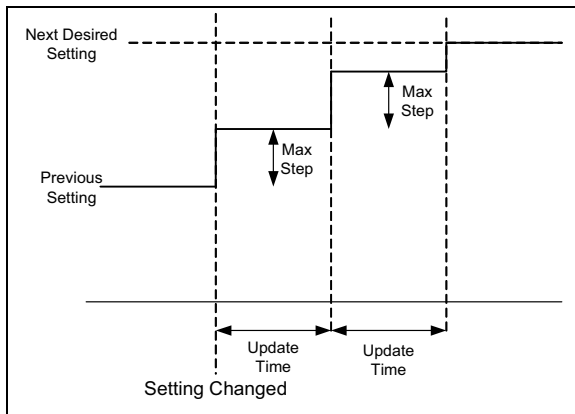 Next Desired
Setting
Max
Step
Max
Step
Previous
Setting
Update
Time
Update
Time
Setting Changed